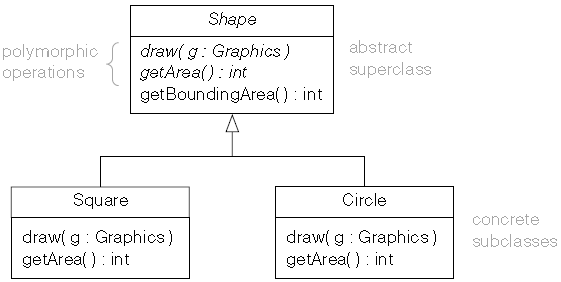 Shape
polymorphic
operations
draw( g : Graphics )
getArea() : int
getBoundingArea() : int
abstract
superclass
Square
draw( g : Graphics )
getArea() : int
Circle
draw( g : Graphics )
getArea() : int
concrete
subclasses